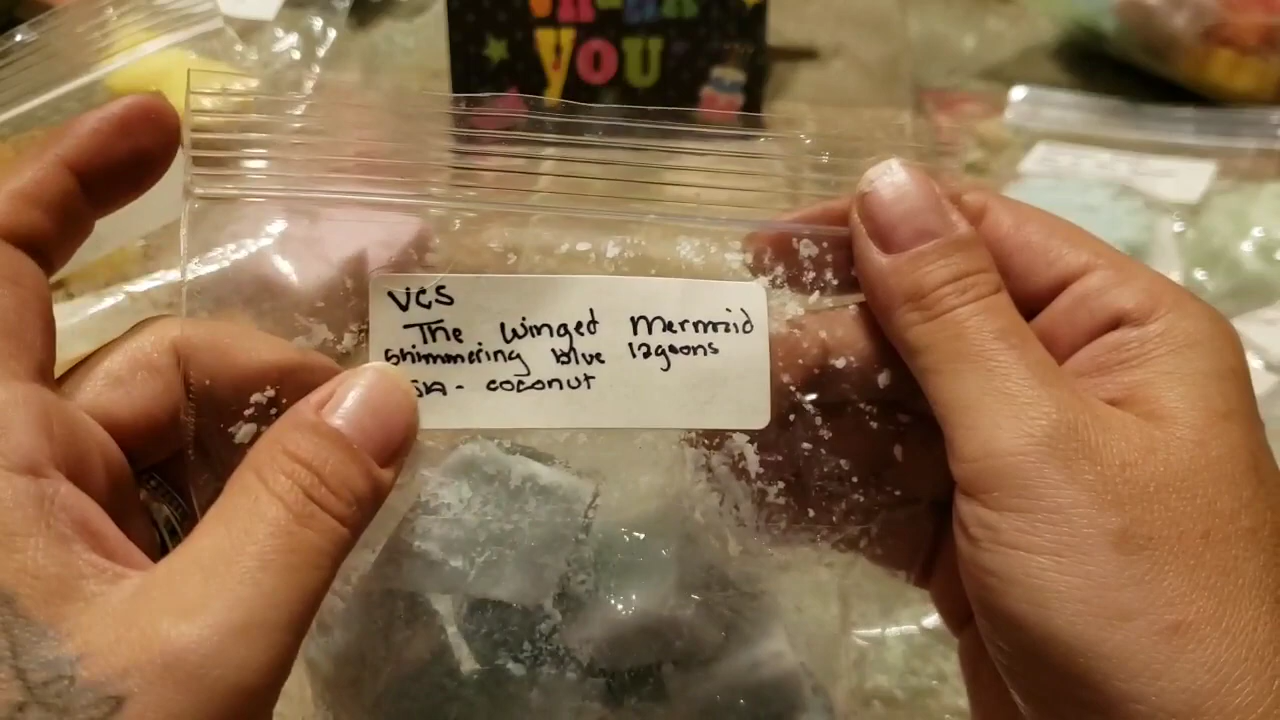 YOU
VCS
The Winged Mermaid
Shimmering blue lagoons
- coconut